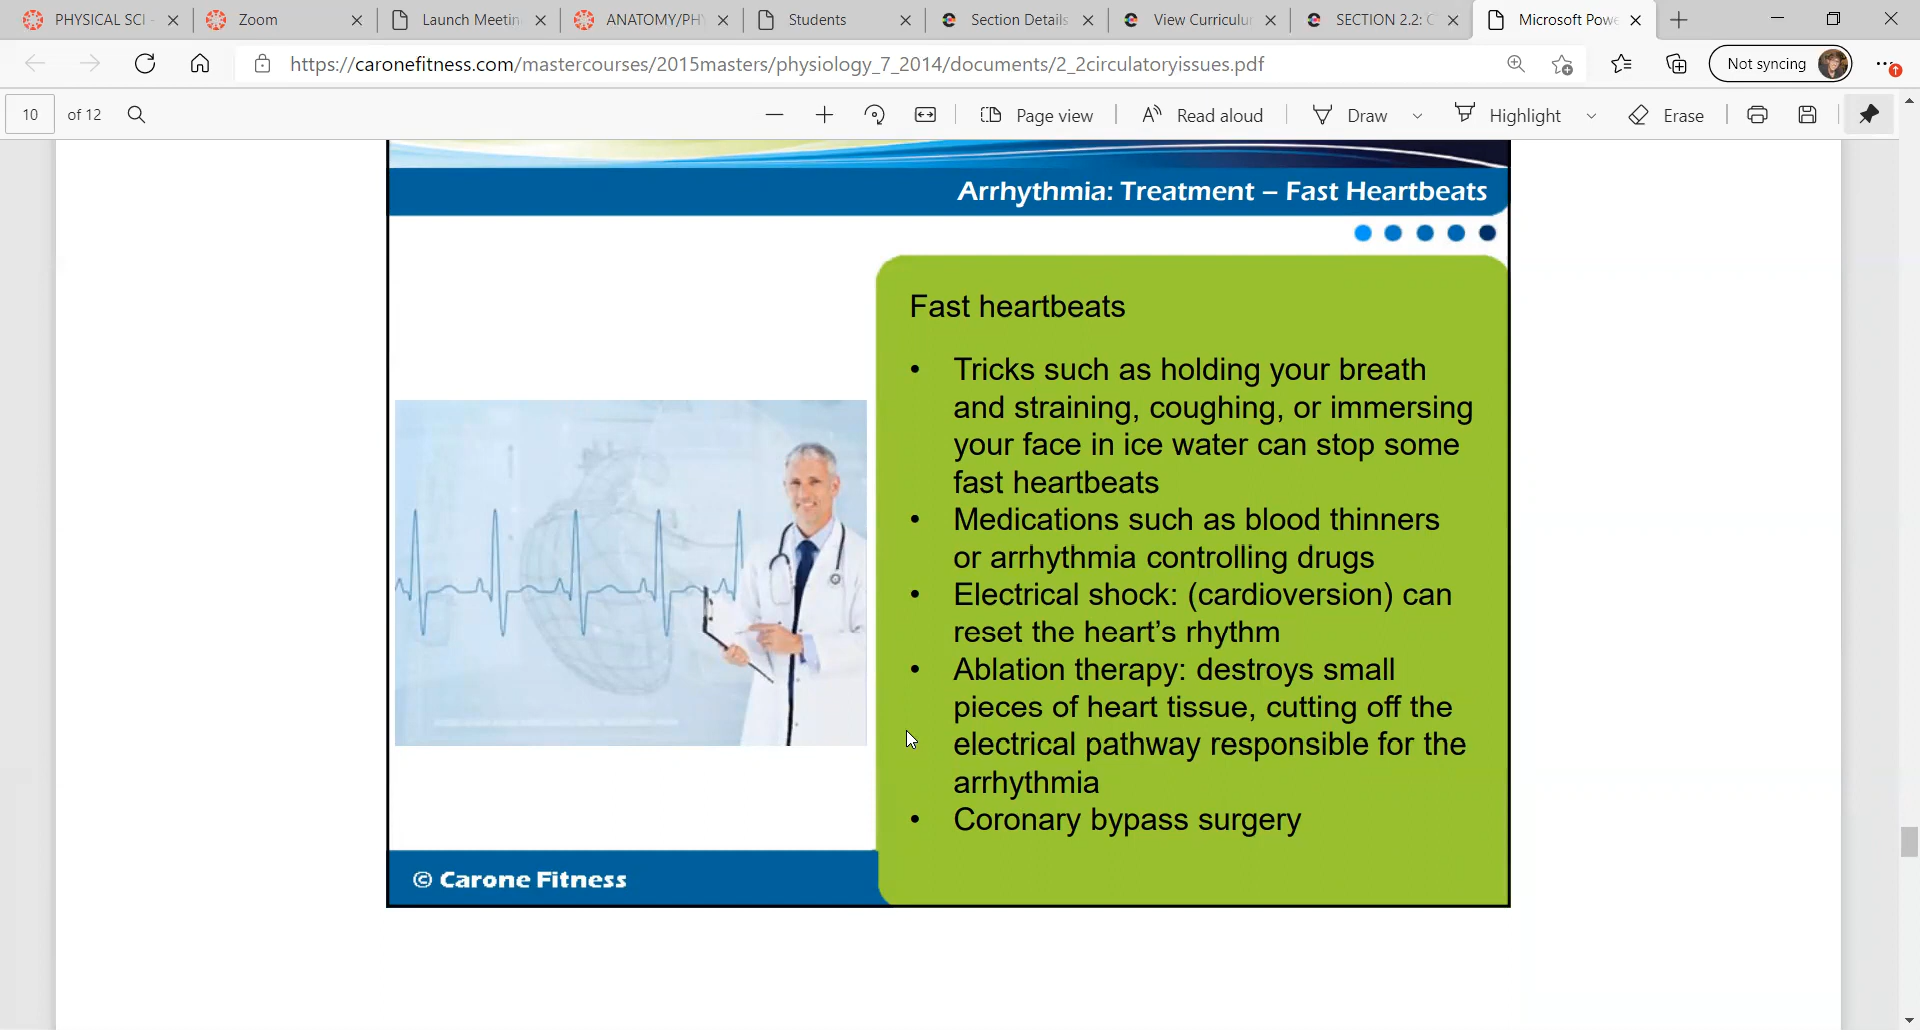 PHYSICAL SCI
Zoom
Launch Meetin
ANATOMY/PH
Students
Section Details
View Curriculu
SECTION 2.2: C
Microsoft Pow
https://caronefitness.com/mastercourses/2015masters/physiology_7_2014/documents/2_2circulatoryissues.pdf
Not syncing
10 of 12
Page view
Read aloud
Draw
Highlight
Erase
Arrhythmia: Treatment – Fast Heartbeats
Fast heartbeats
• Tricks such as holding your breath
and straining, coughing, or immersing
your face in ice water can stop some
fast heartbeats
• Medications such as blood thinners
or arrhythmia controlling drugs
• Electrical shock: (cardioversion) can
reset the heart’s rhythm
• Ablation therapy: destroys small
pieces of heart tissue, cutting off the
electrical pathway responsible for the
arrhythmia
• Coronary bypass surgery
© Carone Fitness